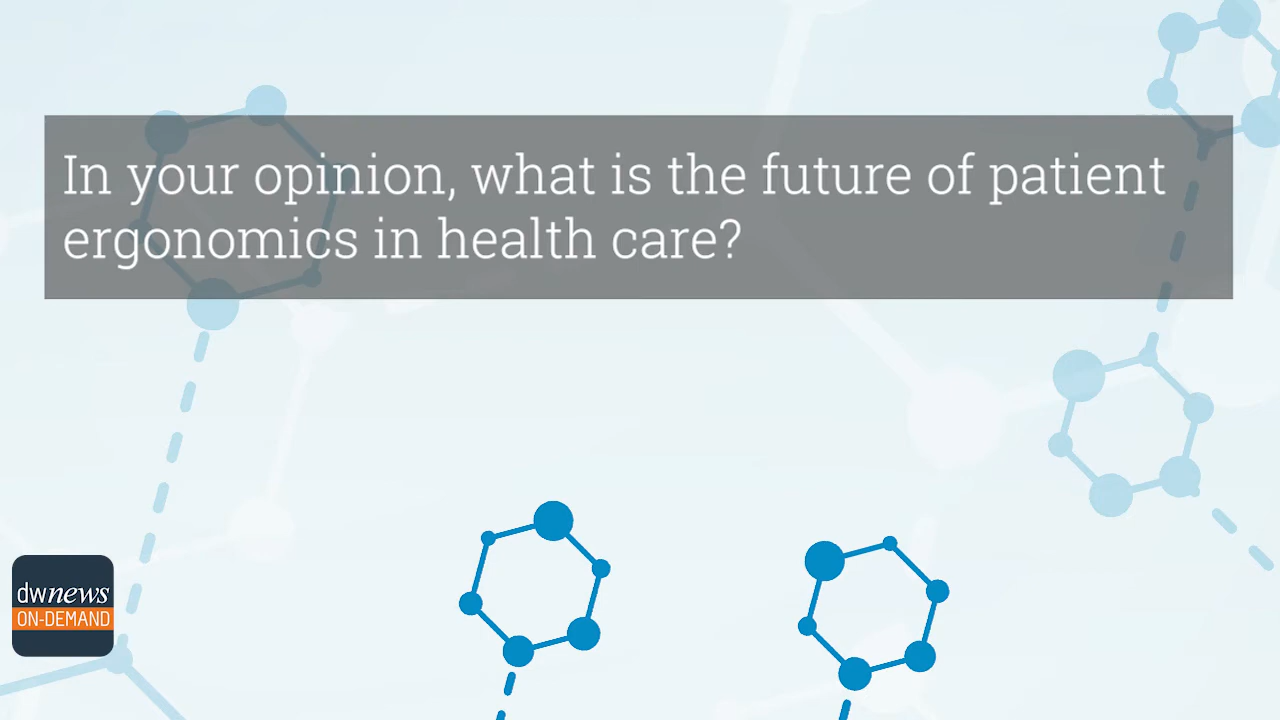 In your opinion, what is the future of patient
ergonomics in health care?
dwnews
ON-DEMAND